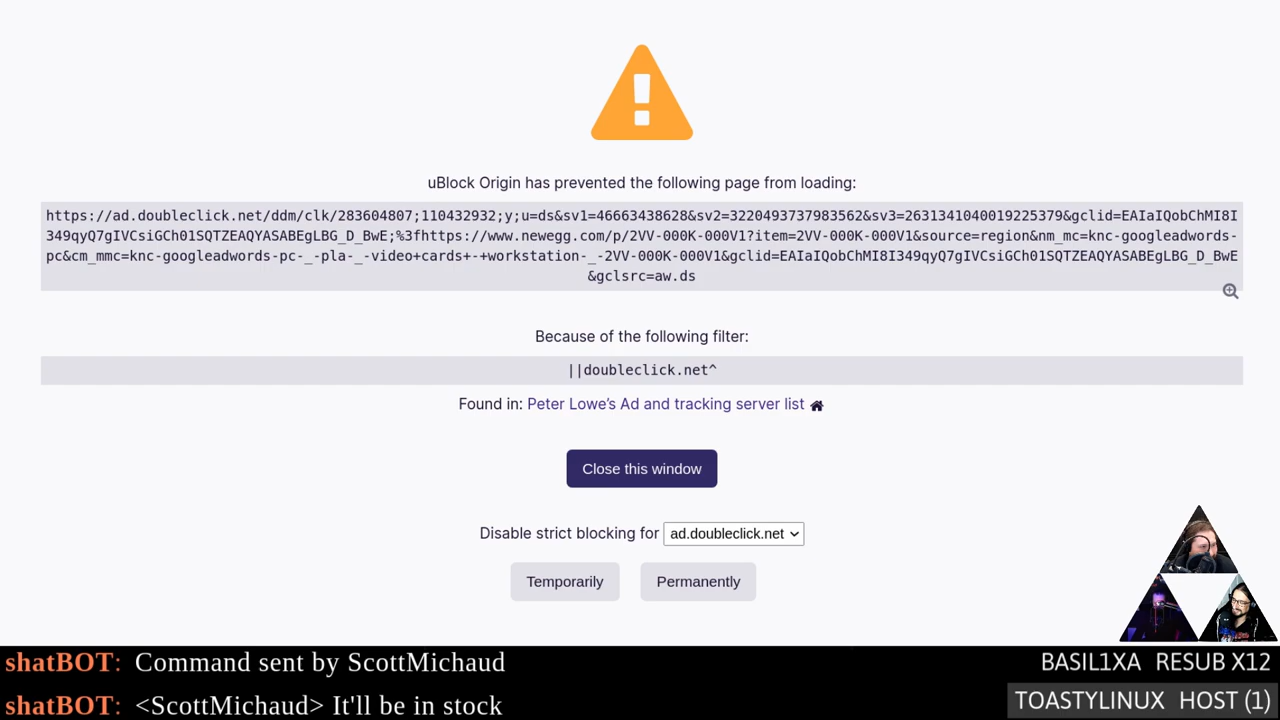 uBlock Origin has prevented the following page from loading:
https://ad.doubleclick.net/ddm/clk/283604807;110432932;y;u=ds&sv1=46663438628&sv2=3220493737983562&sv3=2631341040019225379&gclid=EAIaIQobChMI8I
349qyQ7gIVCsiGCh01SQTZEAQYASABEgLBG_D_BwE;%3fhttps://www.newegg.com/p/2VV-000K-000V1?item=2VV-000K-000V1&source=region&nm_mc=knc-googleadwords-
pc&cm_mmc=knc-googleadwords-pc-_-pla-_-video+cards+-+workstation-_-2VV-000K-000V1&gclid=EAIaIQobChMI8I349qyQ7gIVCsiGCh01SQTZEAQYASABEgLBG_D_BwE
&gclsrc=aw.ds
Because of the following filter:
||doubleclick.net^
Found in: Peter Lowe’s Ad and tracking server list
Close this window
Disable strict blocking for ad.doubleclick.net
Temporarily Permanently
shatBOT: Command sent by ScottMichaud
BASIL1XA RESUB X12
shatBOT: <ScottMichaud> It'll be in stock
TOASTYLINUX HOST (1)